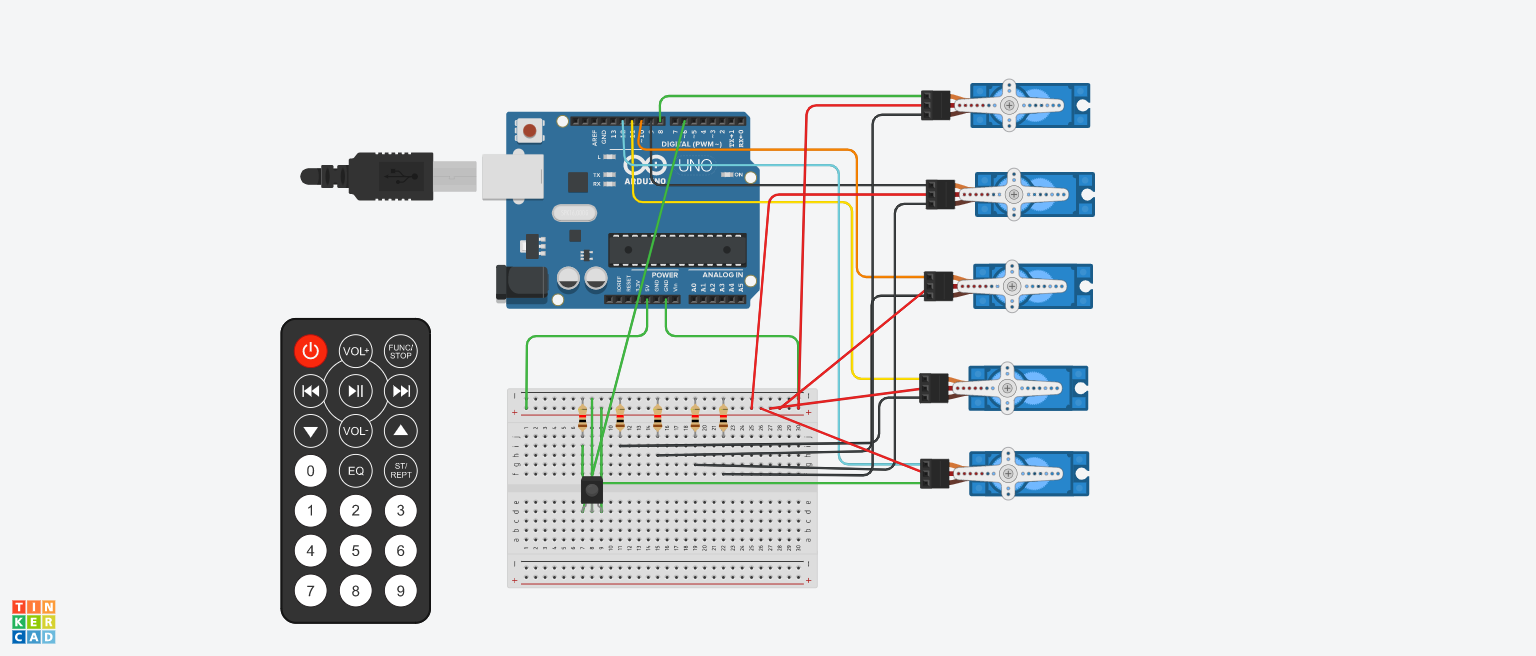 AREF
GND
13
12
~11
~10
~9
8
7
~6
~5
4
~3
2
TX→1
RX←0
DIGITAL (PWM~)
L
TX
RX
UNO
ARDUINO
ON
IOREF
RESET
3.3V
5V
GND
GND
Vin
POWER
ANALOG IN
A0
A1
A2
A3
A4
A5
VOL+
FUNC/
STOP
VOL-
0
EQ
ST/
REPT
1 2 3
4 5 6
7 8 9
TIN
KER
CAD